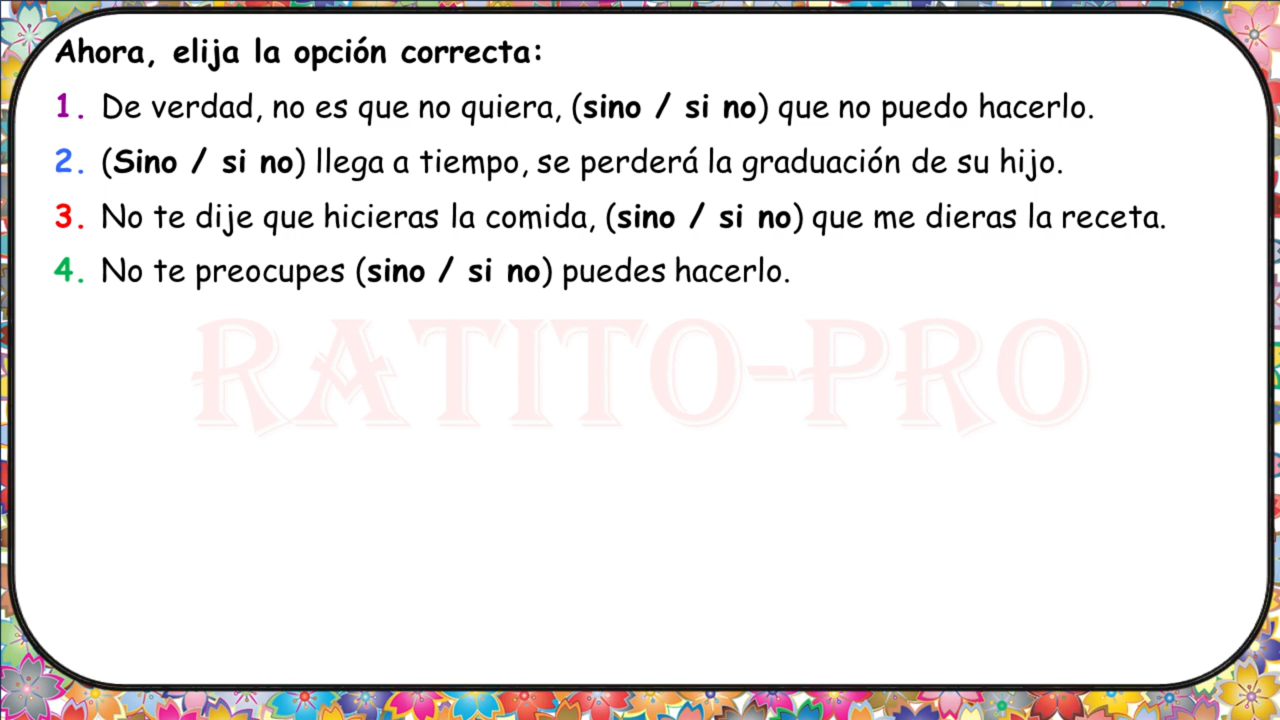 Ahora, elija la opción correcta:
1. De verdad, no es que no quiera, (sino / si no) que no puedo hacerlo.
2. (Sino / si no) llega a tiempo, se perderá la graduación de su hijo.
3. No te dije que hicieras la comida, (sino / si no) que me dieras la receta.
4. No te preocupes (sino / si no) puedes hacerlo.
RATITO-PRO